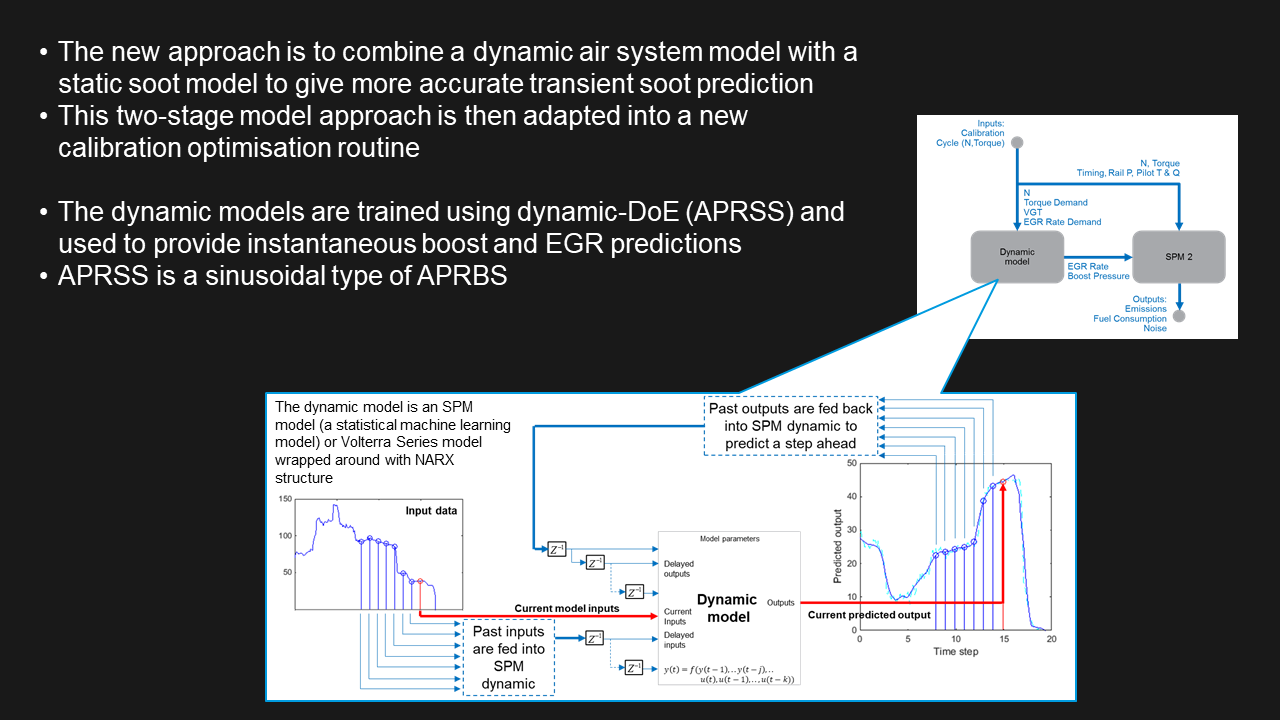 • The new approach is to combine a dynamic air system model with a
static soot model to give more accurate transient soot prediction
• This two-stage model approach is then adapted into a new
calibration optimisation routine
• The dynamic models are trained using dynamic-DoE (APRSS) and
used to provide instantaneous boost and EGR predictions
• APRSS is a sinusoidal type of APRBS
Inputs:
Calibration
Cycle (N,Torque)
N, Torque
Timing, Rail P, Pilot T & Q
N
Torque Demand
VGT
EGR Rate Demand
Dynamic
model
SPM 2
EGR Rate
Boost Pressure
Outputs:
Emissions
Fuel Consumption
Noise
The dynamic model is an SPM
model (a statistical machine learning
model) or Volterra Series model
wrapped around with NARX
structure
Past outputs are fed back
into SPM dynamic to
predict a step ahead
150
100
50
Input data
Current model inputs
Past inputs
are fed into
SPM
dynamic
Z⁻¹
Z⁻¹
Z⁻¹
Z⁻¹
Z⁻¹
Model parameters
Delayed
outputs
Dynamic
model
Outputs
Current
Inputs
Delayed
inputs
y(t) = f(y(t−1),..y(t−j),..
u(t),u(t−1),..,u(t−k))
Current predicted output
Predicted output
50
40
30
20
10
0
0 5 10 15 20
Time step